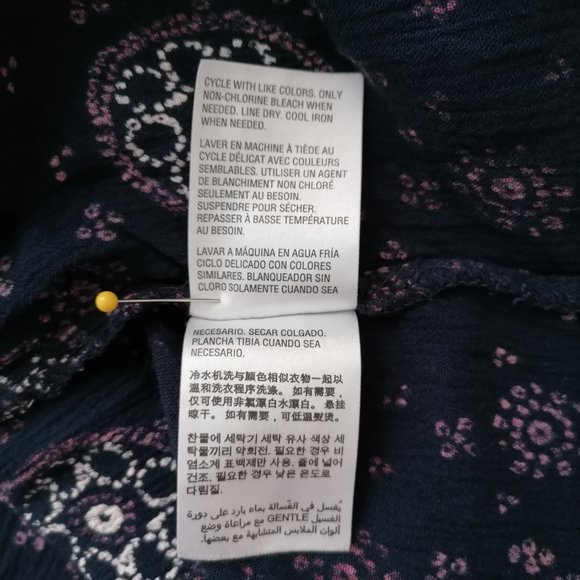 CYCLE WITH LIKE COLORS. ONLY
NON-CHLORINE BLEACH WHEN
NEEDED. LINE DRY. COOL IRON
WHEN NEEDED.
LAVER EN MACHINE À TIÈDE AU
CYCLE DÉLICAT AVEC COULEURS
SEMBLABLES. UTILISER UN AGENT
DE BLANCHIMENT NON CHLORÉ
SEULEMENT AU BESOIN.
SUSPENDRE POUR SÉCHER.
REPASSER À BASSE TEMPÉRATURE
AU BESOIN.
LAVAR A MÁQUINA EN AGUA FRÍA
CICLO DELICADO CON COLORES
SIMILARES. BLANQUEADOR SIN
CLORO SOLAMENTE CUANDO SEA
NECESARIO. SECAR COLGADO.
PLANCHA TIBIA CUANDO SEA
NECESARIO.
冷水机洗与颜色相似衣物一起以
温和洗衣程序洗涤。如有需要,
仅可使用非氯漂白水漂白。悬挂
晾干。如有需要,可低温熨烫。
찬물에 세탁기 세탁 유사 색상 세
탁물끼리 약회전. 필요한 경우 비
염소계 표백제만 사용. 줄에 널어
건조. 필요한 경우 낮은 온도로
다림질.
يُغسل في الغسّالة بماء بارد على دورة
الغسيل GENTLE مع مراعاة وضع
ألوان الملابس المتشابهة مع بعضها.